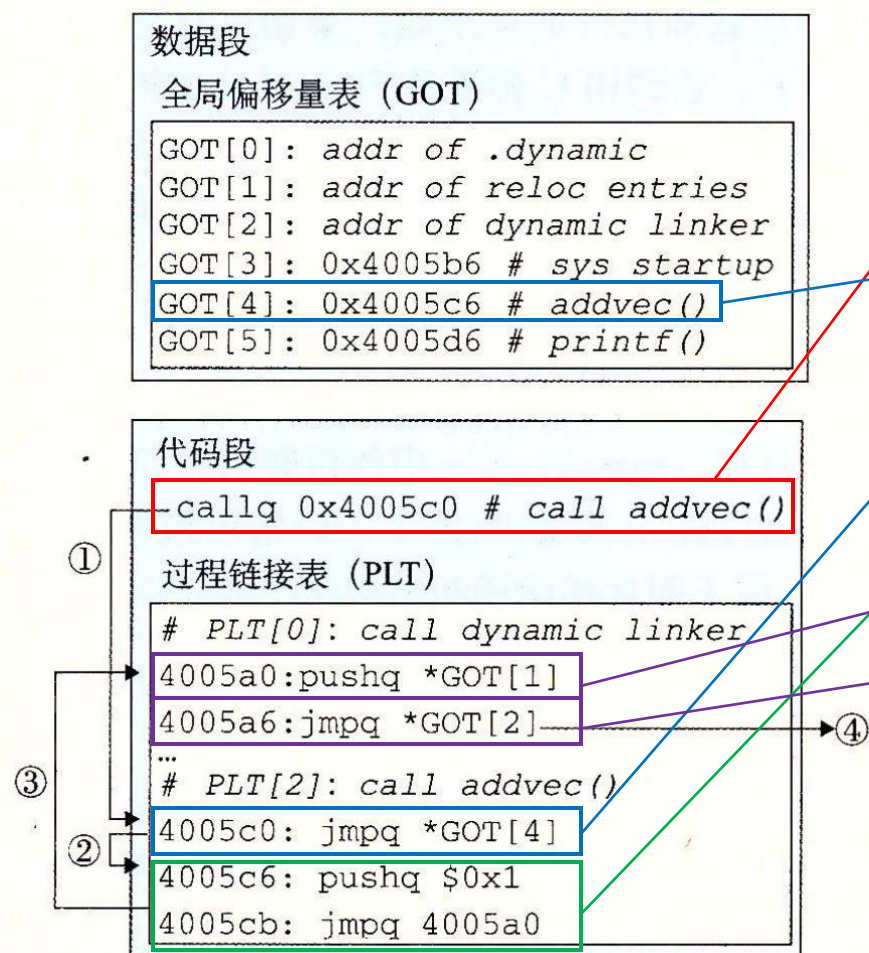 数据段
全局偏移量表（GOT）
GOT[0]: addr of .dynamic
GOT[1]: addr of reloc entries
GOT[2]: addr of dynamic linker
GOT[3]: 0x4005b6 # sys startup
GOT[4]: 0x4005c6 # addvec()
GOT[5]: 0x4005d6 # printf()
代码段
callq 0x4005c0 # call addvec()
①
过程链接表（PLT）
# PLT[0]: call dynamic linker
4005a0:pushq *GOT[1]
4005a6:jmpq *GOT[2]
④
…
③
# PLT[2]: call addvec()
4005c0: jmpq *GOT[4]
②
4005c6: pushq $0x1
4005cb: jmpq 4005a0